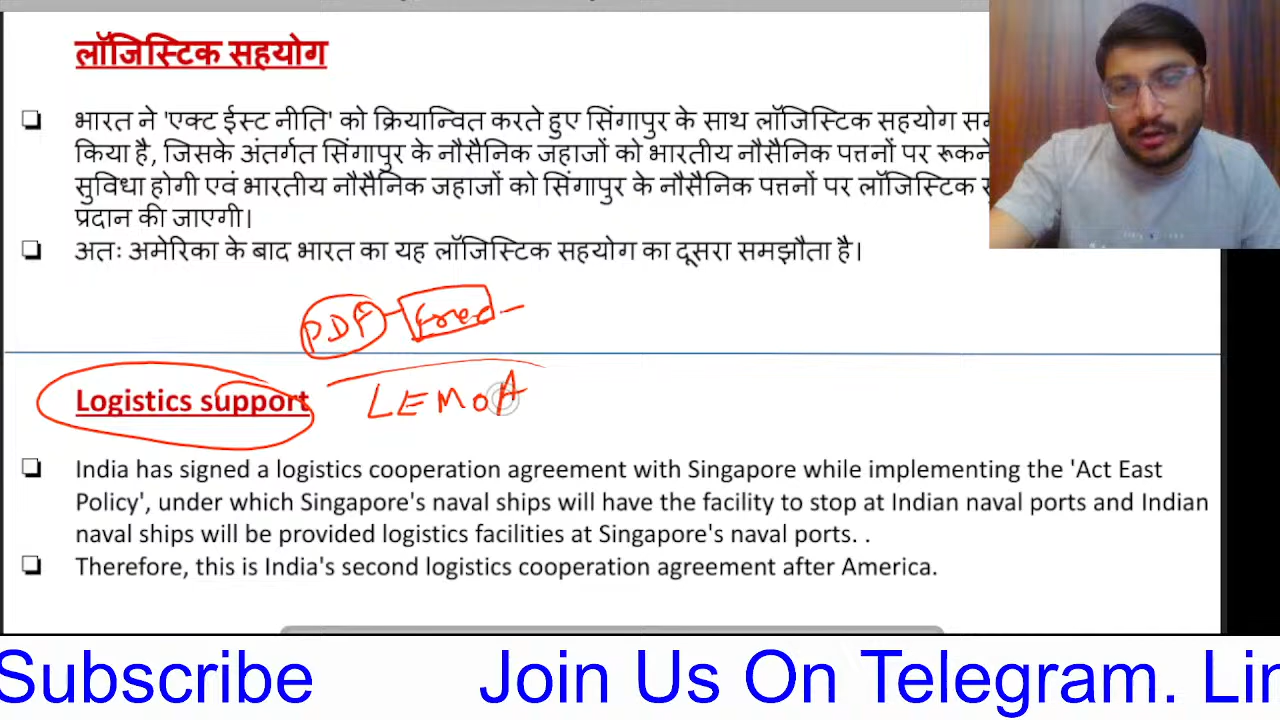 लॉजिस्टिक सहयोग
❑ भारत ने 'एक्ट ईस्ट नीति' को क्रियान्वित करते हुए सिंगापुर के साथ लॉजिस्टिक सहयोग
किया है, जिसके अंतर्गत सिंगापुर के नौसैनिक जहाजों को भारतीय नौसैनिक पत्तनों पर रूकने
सुविधा होगी एवं भारतीय नौसैनिक जहाजों को सिंगापुर के नौसैनिक पत्तनों पर लॉजिस्टिक
प्रदान की जाएगी।
❑ अतः अमेरिका के बाद भारत का यह लॉजिस्टिक सहयोग का दूसरा समझौता है।
PDF Free
Logistics support LEMOA
❑ India has signed a logistics cooperation agreement with Singapore while implementing the 'Act East
Policy', under which Singapore's naval ships will have the facility to stop at Indian naval ports and Indian
naval ships will be provided logistics facilities at Singapore's naval ports. .
❑ Therefore, this is India's second logistics cooperation agreement after America.
Subscribe Join Us On Telegram. Lin